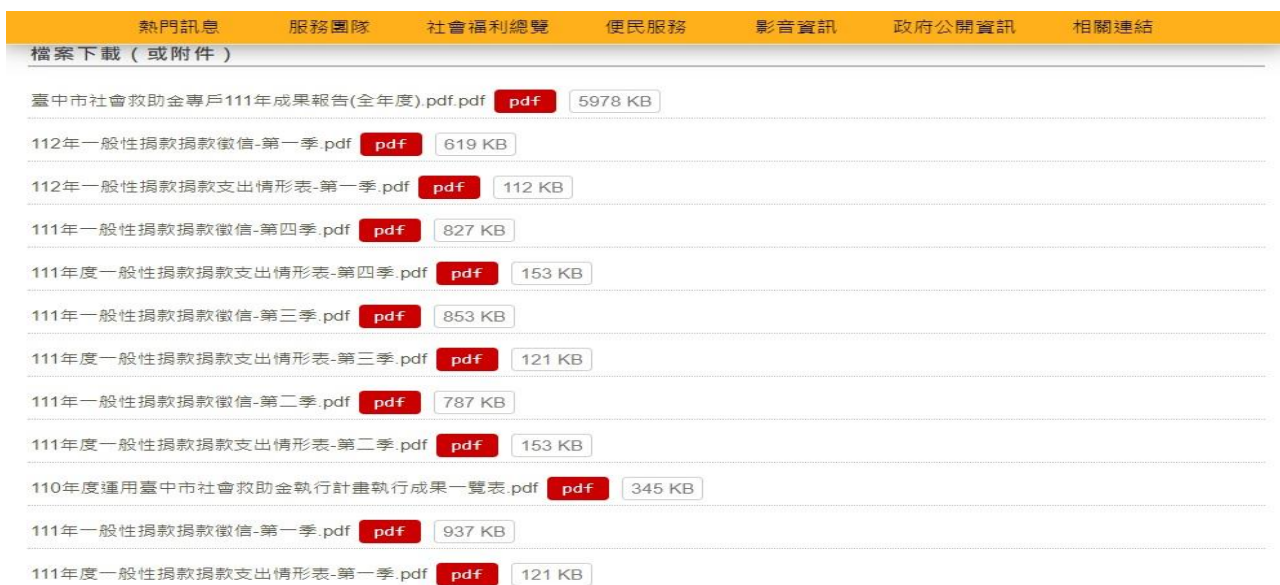 熱門訊息 服務團隊 社會福利總覽 便民服務 影音資訊 政府公開資訊 相關連結
檔案下載(或附件)
臺中市社會救助金專戶111年成果報告(全年度).pdf.pdf pdf 5978 KB
112年一般性捐款捐款徵信-第一季.pdf pdf 619 KB
112年一般性捐款捐款支出情形表-第一季.pdf pdf 112 KB
111年一般性捐款捐款徵信-第四季.pdf pdf 827 KB
111年度一般性捐款捐款支出情形表-第四季.pdf pdf 153 KB
111年一般性捐款捐款徵信-第三季.pdf pdf 853 KB
111年度一般性捐款捐款支出情形表-第三季.pdf pdf 121 KB
111年一般性捐款捐款徵信-第二季.pdf pdf 787 KB
111年度一般性捐款捐款支出情形表-第二季.pdf pdf 153 KB
110年度運用臺中市社會救助金執行計畫執行成果一覽表.pdf pdf 345 KB
111年一般性捐款捐款徵信-第一季.pdf pdf 937 KB
111年度一般性捐款捐款支出情形表-第一季.pdf pdf 121 KB